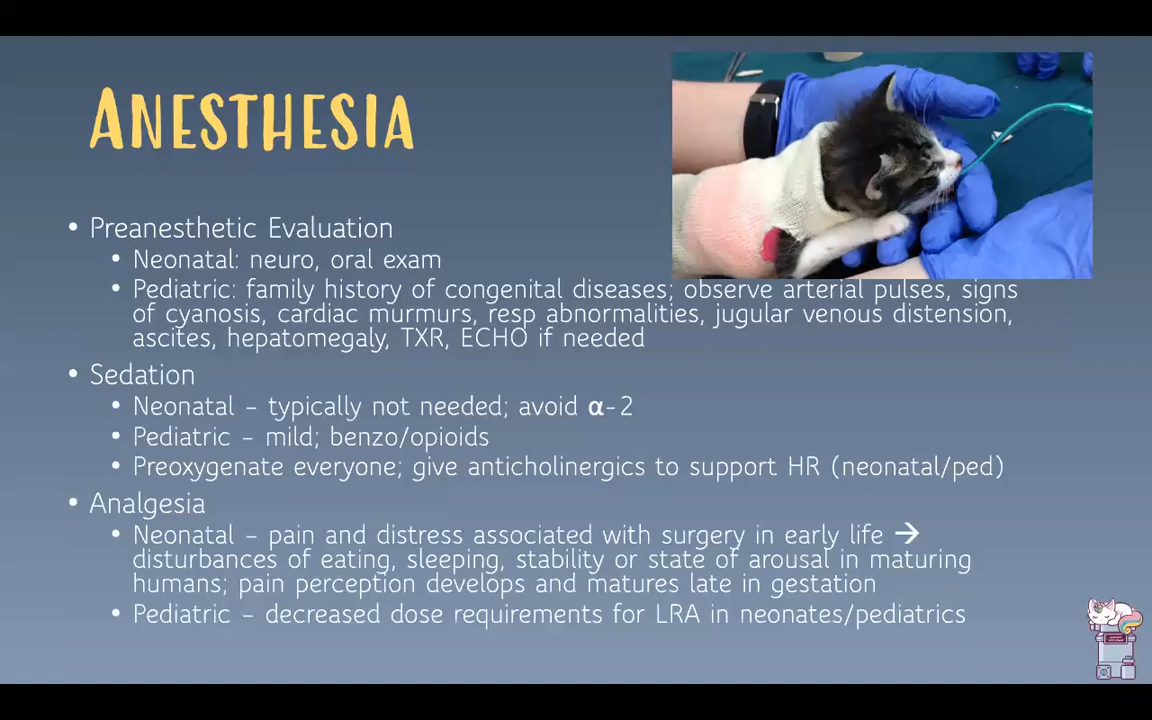 ANESTHESIA
• Preanesthetic Evaluation
• Neonatal: neuro, oral exam
• Pediatric: family history of congenital diseases; observe arterial pulses, signs
of cyanosis, cardiac murmurs, resp abnormalities, jugular venous distension,
ascites, hepatomegaly, TXR, ECHO if needed
• Sedation
• Neonatal – typically not needed; avoid α-2
• Pediatric – mild; benzo/opioids
• Preoxygenate everyone; give anticholinergics to support HR (neonatal/ped)
• Analgesia
• Neonatal – pain and distress associated with surgery in early life →
disturbances of eating, sleeping, stability or state of arousal in maturing
humans; pain perception develops and matures late in gestation
• Pediatric – decreased dose requirements for LRA in neonates/pediatrics